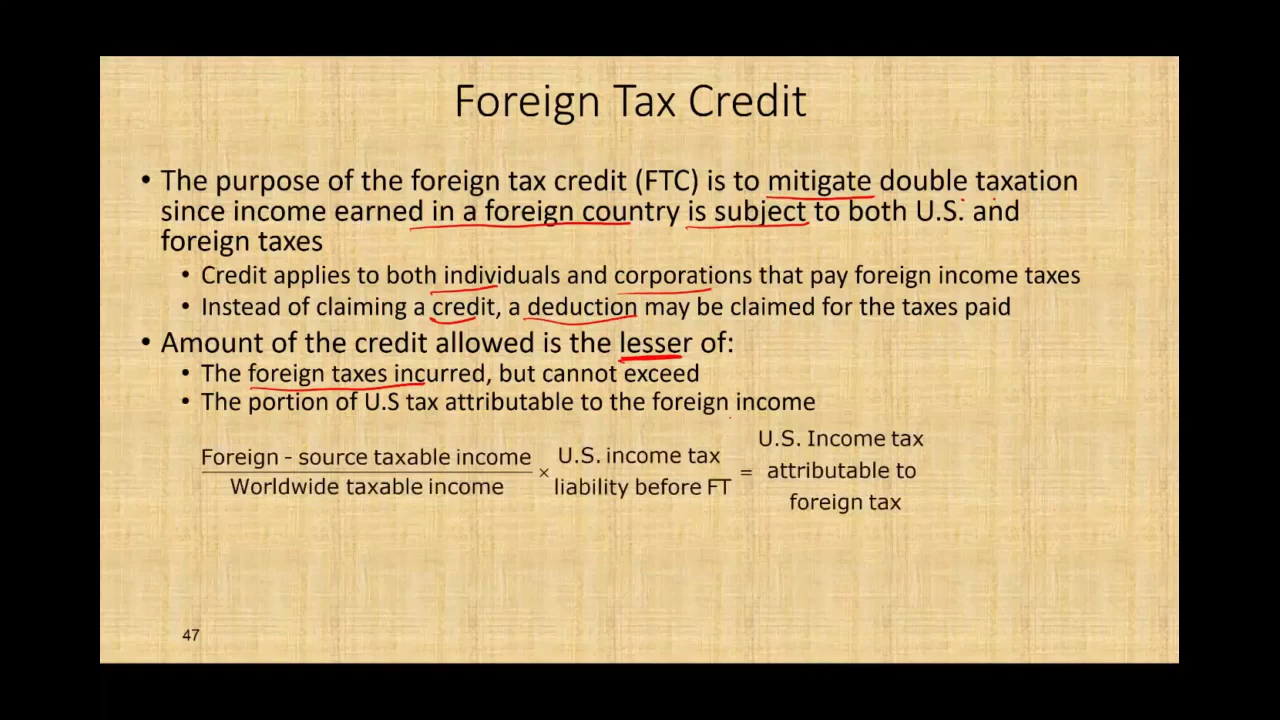 Foreign Tax Credit
• The purpose of the foreign tax credit (FTC) is to mitigate double taxation
since income earned in a foreign country is subject to both U.S. and
foreign taxes
• Credit applies to both individuals and corporations that pay foreign income taxes
• Instead of claiming a credit, a deduction may be claimed for the taxes paid
• Amount of the credit allowed is the lesser of:
• The foreign taxes incurred, but cannot exceed
• The portion of U.S tax attributable to the foreign income
Foreign - source taxable income
Worldwide taxable income
×
U.S. income tax
liability before FT
=
U.S. Income tax
attributable to
foreign tax
47